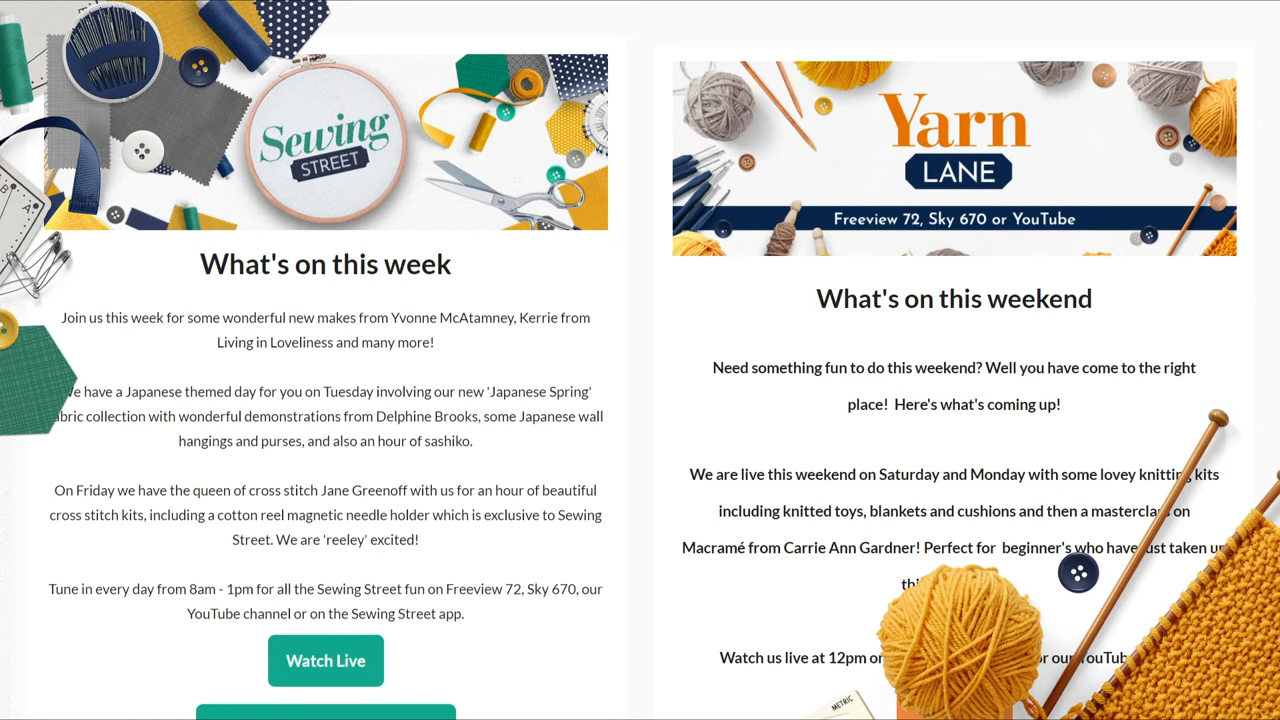 Sewing
STREET
What's on this week
Join us this week for some wonderful new makes from Yvonne McAtamney, Kerrie from
Living in Loveliness and many more!
have a Japanese themed day for you on Tuesday involving our new 'Japanese Spring'
collection with wonderful demonstrations from Delphine Brooks, some Japanese wall
hangings and purses, and also an hour of sashiko.
On Friday we have the queen of cross stitch Jane Greenoff with us for an hour of beautiful
cross stitch kits, including a cotton reel magnetic needle holder which is exclusive to Sewing
Street. We are 'reeley' excited!
Tune in every day from 8am - 1pm for all the Sewing Street fun on Freeview 72, Sky 670, our
YouTube channel or on the Sewing Street app.
Watch Live
Yarn
LANE
Freeview 72, Sky 670 or YouTube
What's on this weekend
Need something fun to do this weekend? Well you have come to the right
place! Here's what's coming up!
We are live this weekend on Saturday and Monday with some lovey knitting kits
including knitted toys, blankets and cushions and then a masterclass on
Macramé from Carrie Ann Gardner! Perfect for beginner's who have just taken
Watch us live at 12pm
METRIC